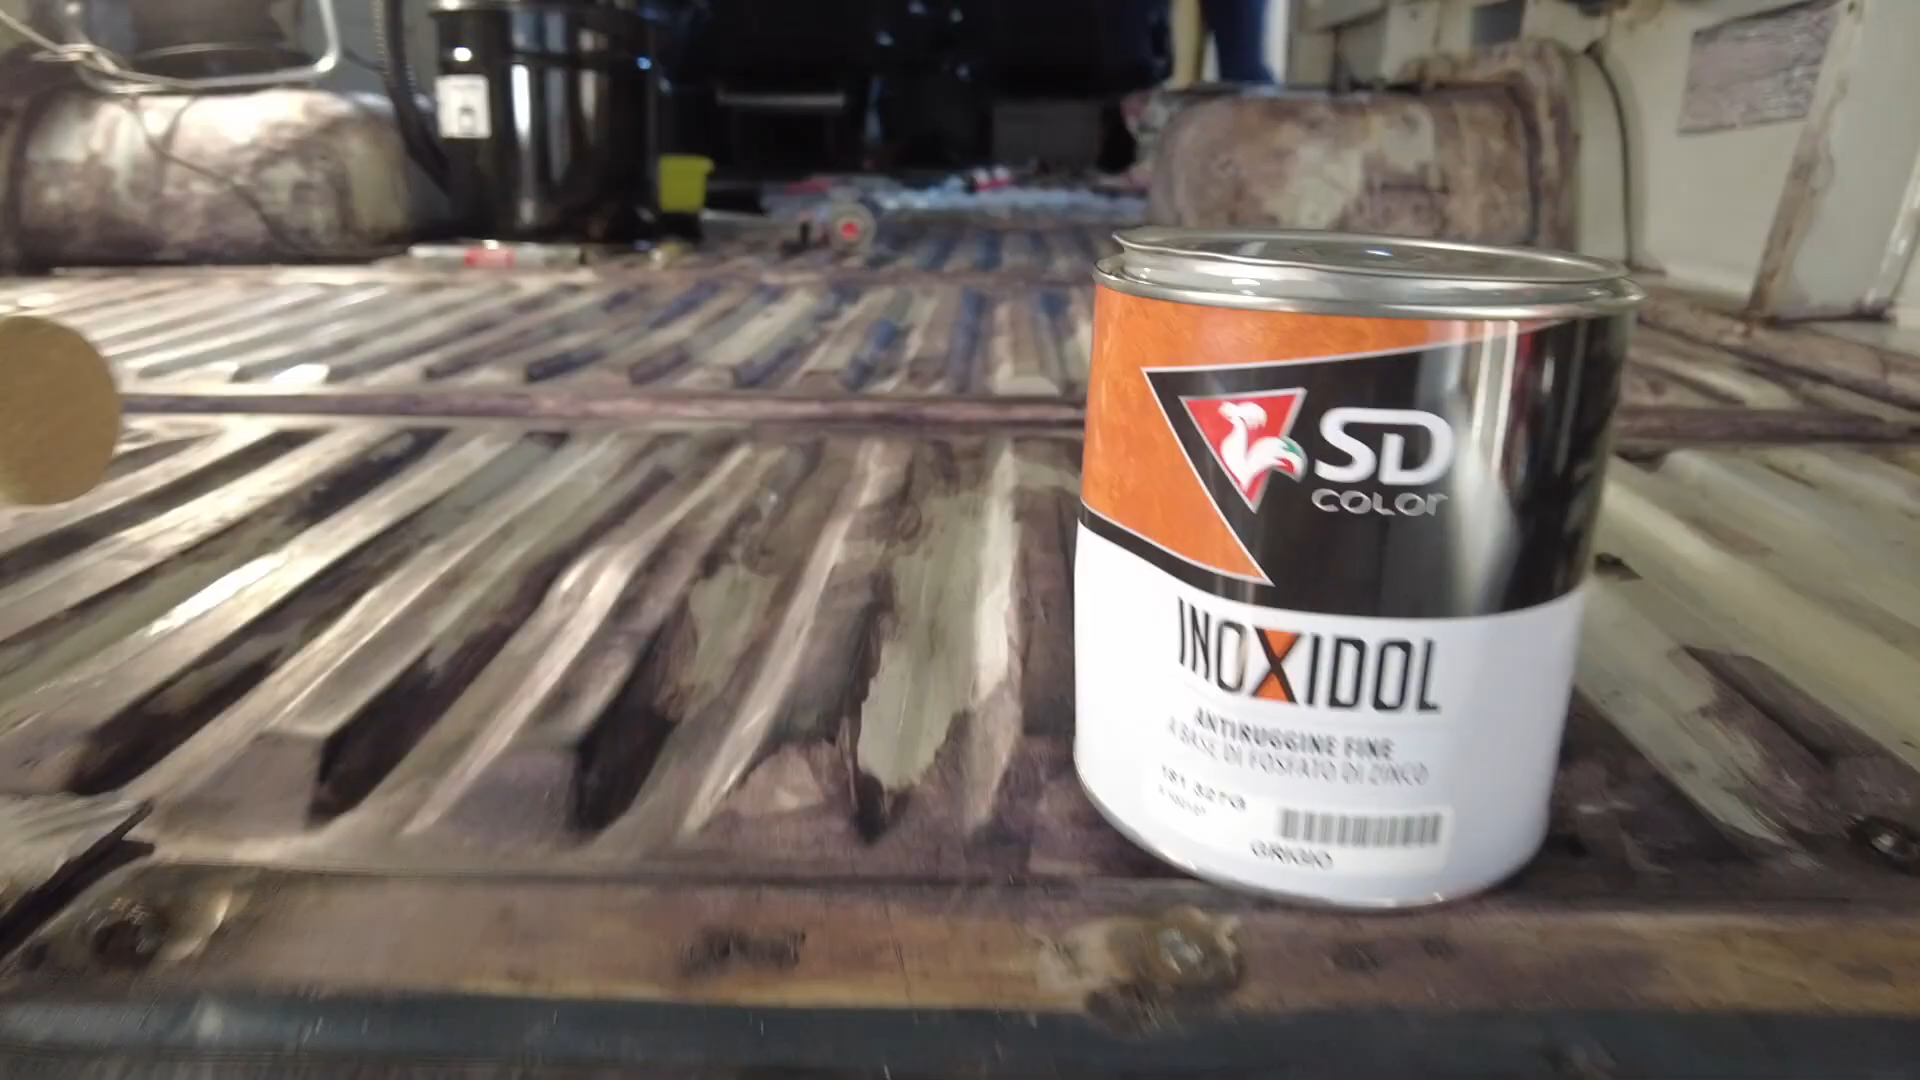 SD
COLOR
INOXIDOL
ANTIRUGGINE FINE
A BASE DI FOSFATO DI ZINCO
GRIGIO